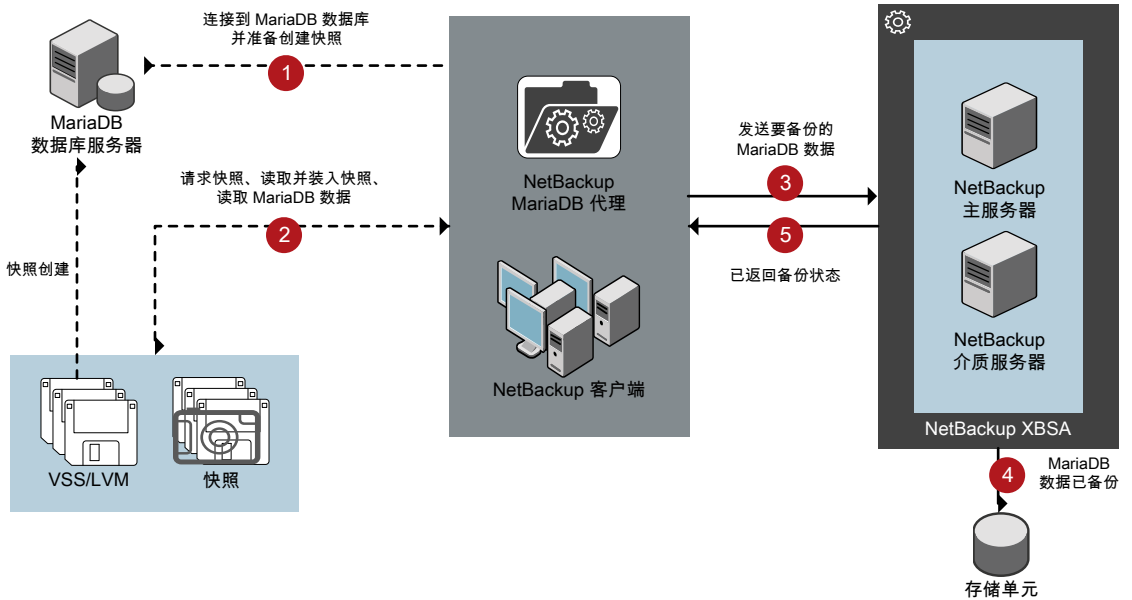 连接到 MariaDB 数据库
并准备创建快照
1
MariaDB
数据库服务器
请求快照、读取并装入快照、
读取 MariaDB 数据
2
快照创建
VSS/LVM
快照
NetBackup
MariaDB 代理
NetBackup 客户端
发送要备份的
MariaDB 数据
3
5
已返回备份状态
NetBackup
主服务器
NetBackup
介质服务器
NetBackup XBSA
4
MariaDB
数据已备份
存储单元